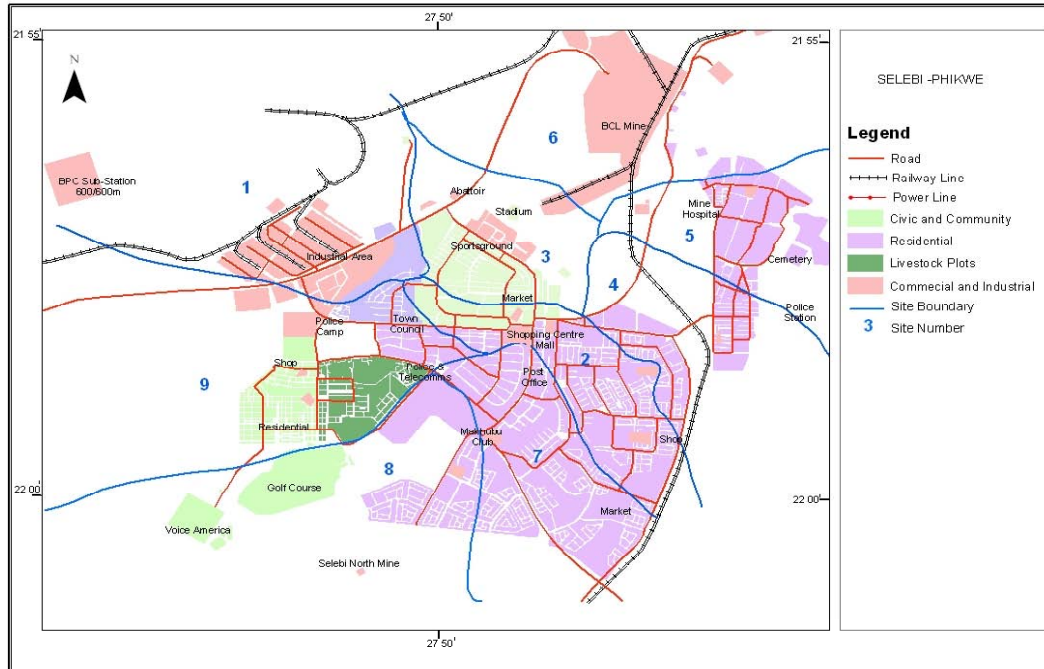 27 50'
21 55'
21 55'
N
SELEBI -PHIKWE
Legend
Road
Railway Line
Power Line
Civic and Community
Residential
Livestock Plots
Commecial and Industrial
Site Boundary
3 Site Number
BCL Mine
6
BPC Sub-Station
600/600m
1
Abattoir
Stadium
Mine
Hospital
5
Sportsground
3
Industrial Area
Cemetery
4
Market
Police
Station
Police
Camp
Town
Council
Shopping Centre
Mall
2
Shop
Telecomms
Post
Office
9
Residential
Club
Shop
7
8
Golf Course
22 00'
22 00'
Market
Voice America
Selebi North Mine
27 50'